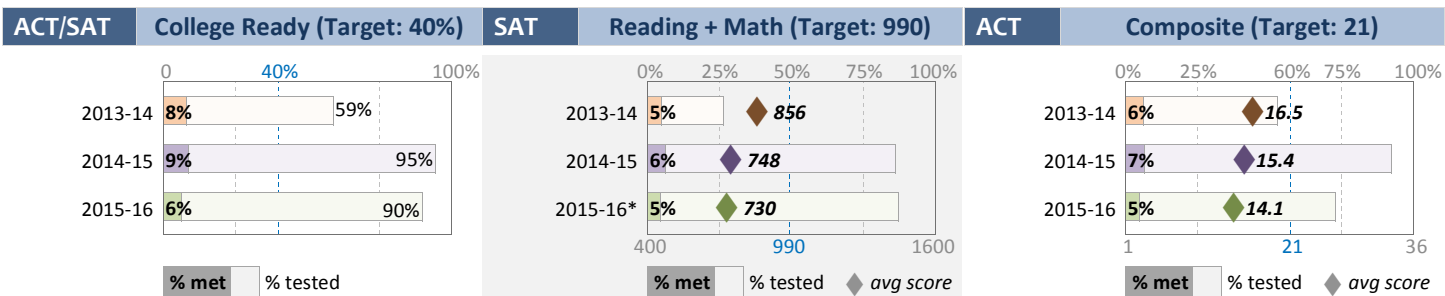 ACT/SAT College Ready (Target: 40%)
0 40% 100%
2013-14 8% 59%
2014-15 9% 95%
2015-16 6% 90%
% met % tested
SAT Reading + Math (Target: 990)
0% 25% 50% 75% 100%
2013-14 5% 856
2014-15 6% 748
2015-16* 5% 730
400 990 1600
% met % tested avg score
ACT Composite (Target: 21)
0% 25% 60% 75% 100%
2013-14 6% 16.5
2014-15 7% 15.4
2015-16 5% 14.1
1 21 36
% met % tested avg score